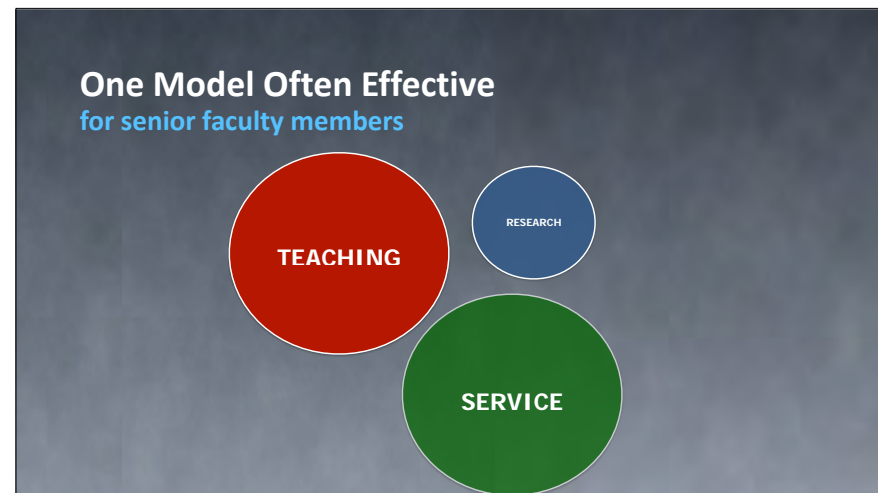 One Model Often Effective
for senior faculty members
RESEARCH
TEACHING
SERVICE